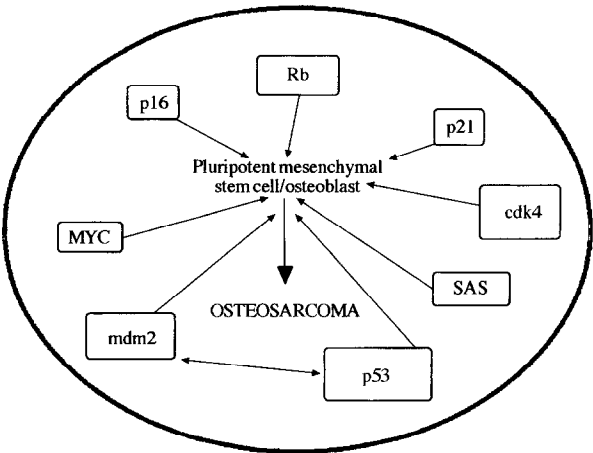 Rb
p16
p21
Pluripotent mesenchymal
stem cell/osteoblast
cdk4
MYC
SAS
OSTEOSARCOMA
mdm2
p53